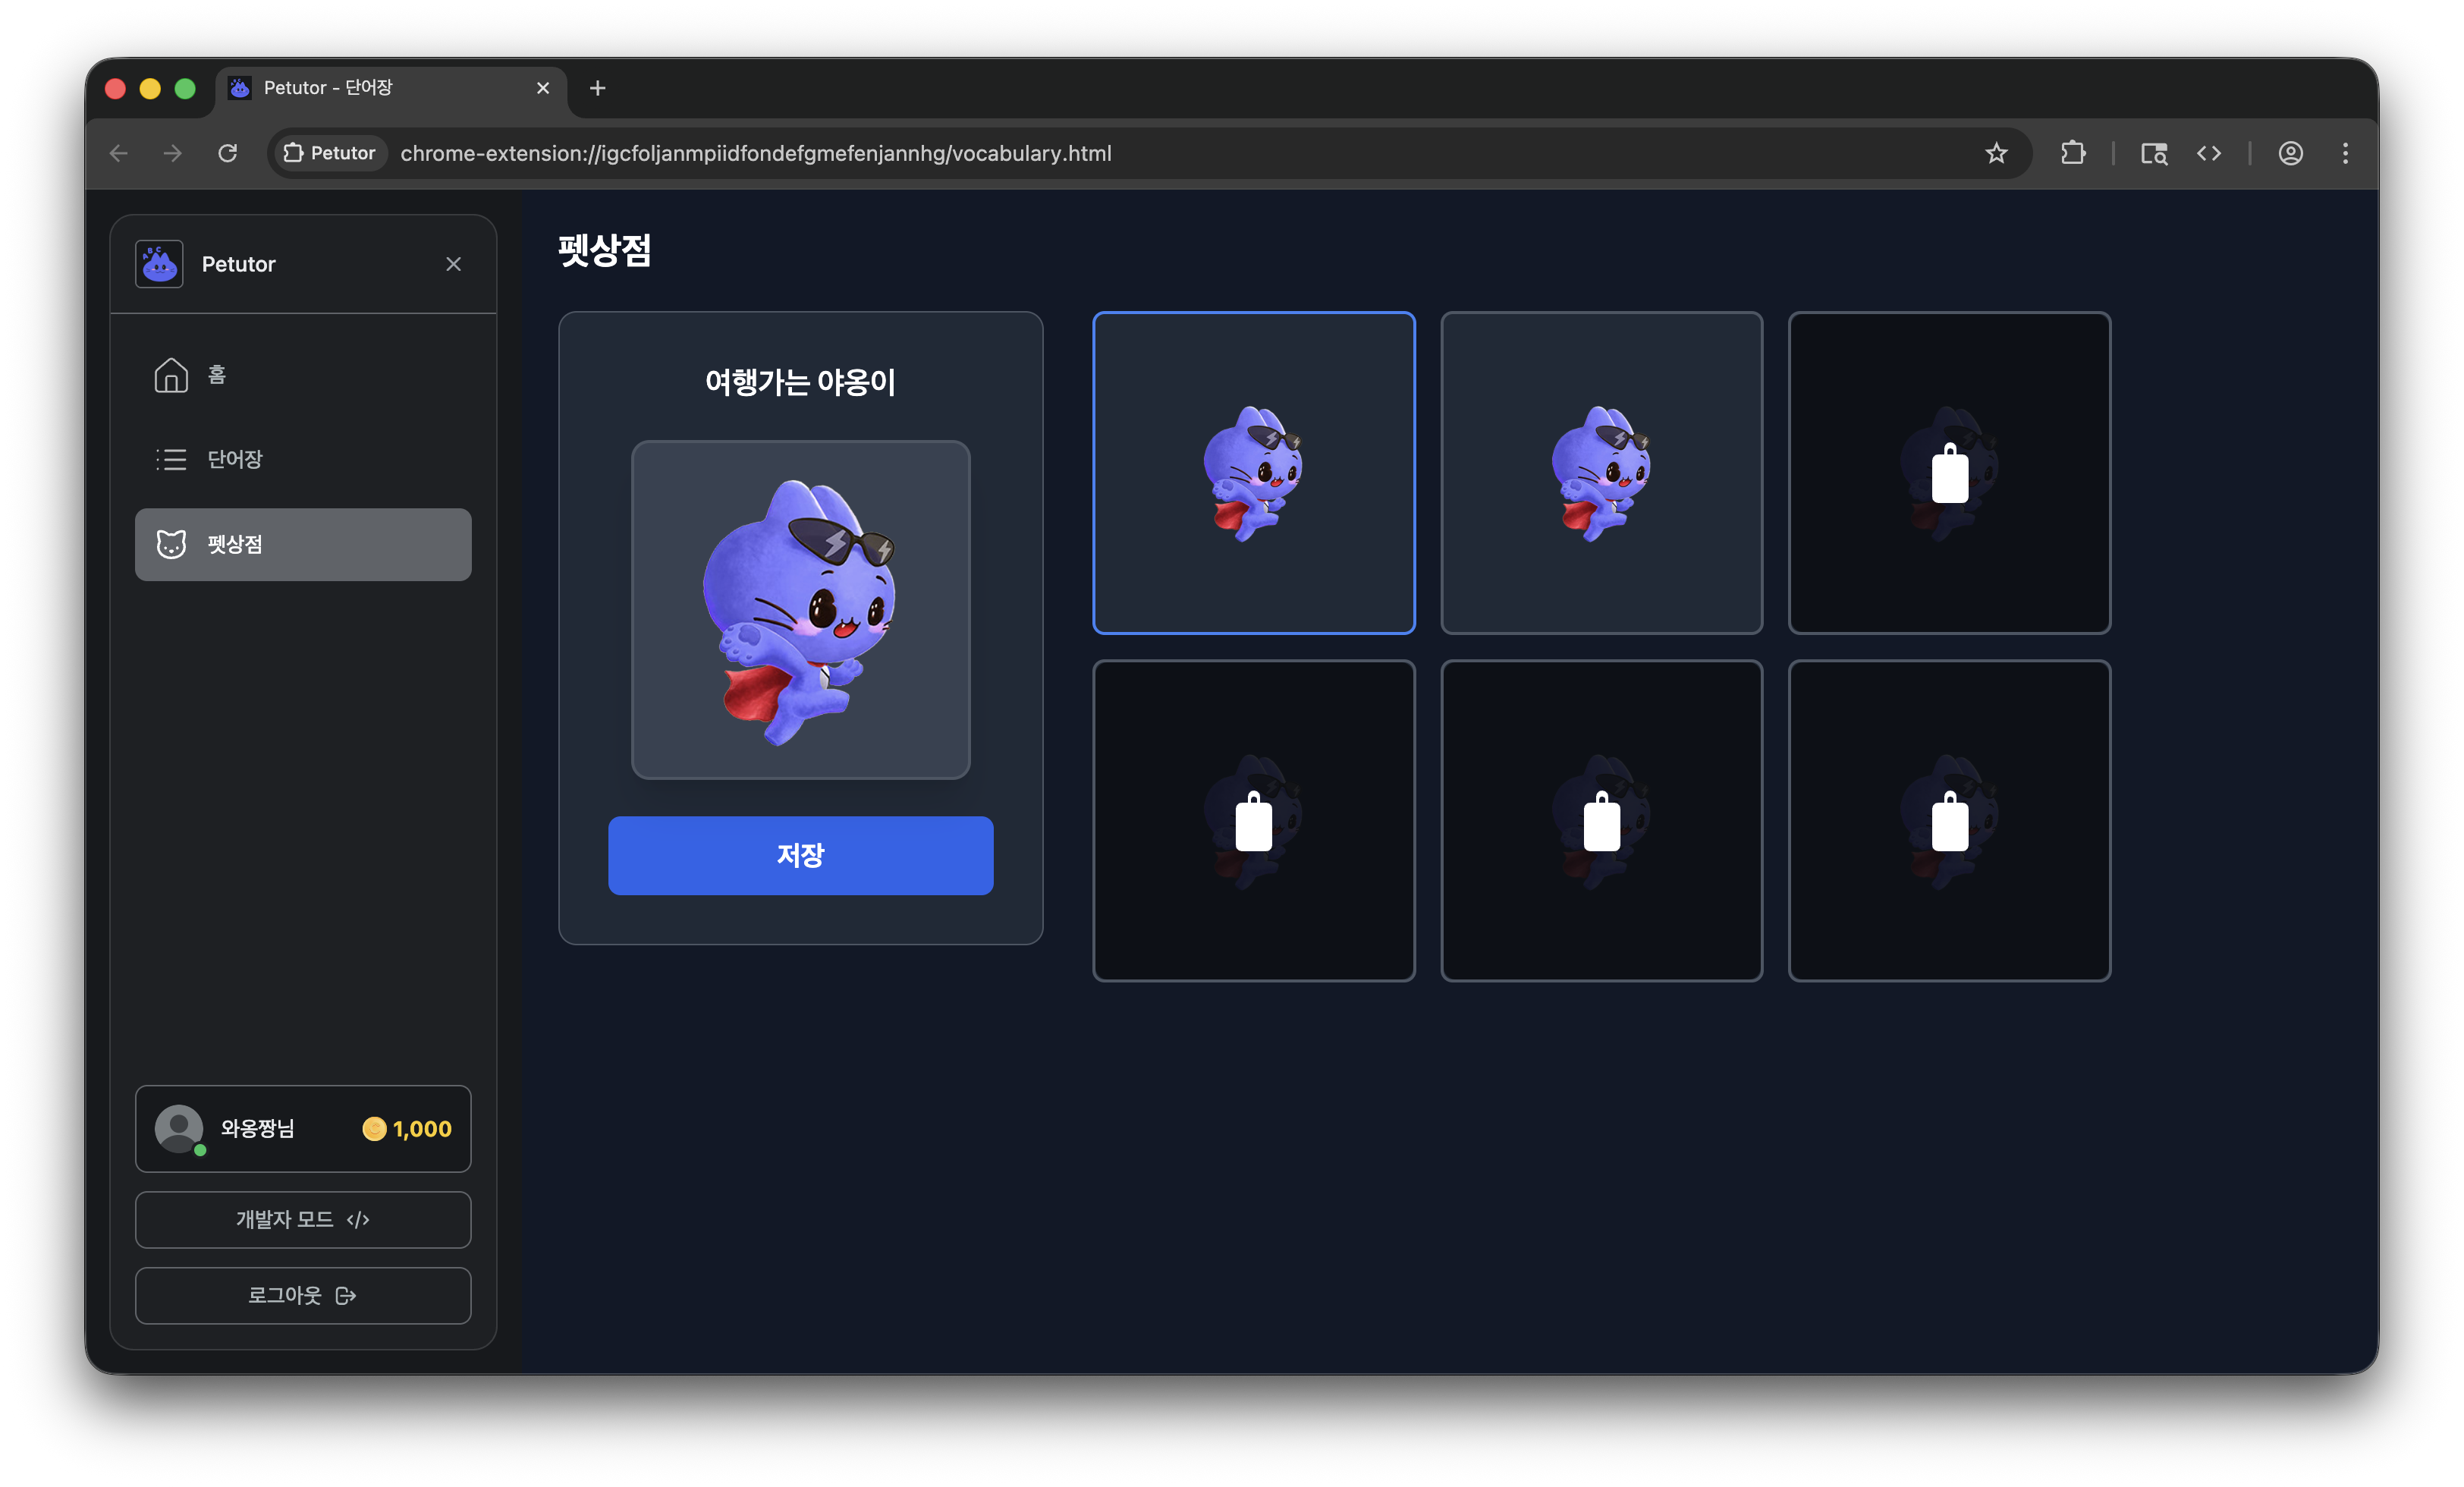 Petutor - 단어장
Petutor
chrome-extension://igcfoljanmpiidfondefgmefenjannhg/vocabulary.html
Petutor
홈
단어장
펫상점
와옹짱님
1,000
개발자 모드 </>
로그아웃
펫상점
여행가는 야옹이
저장